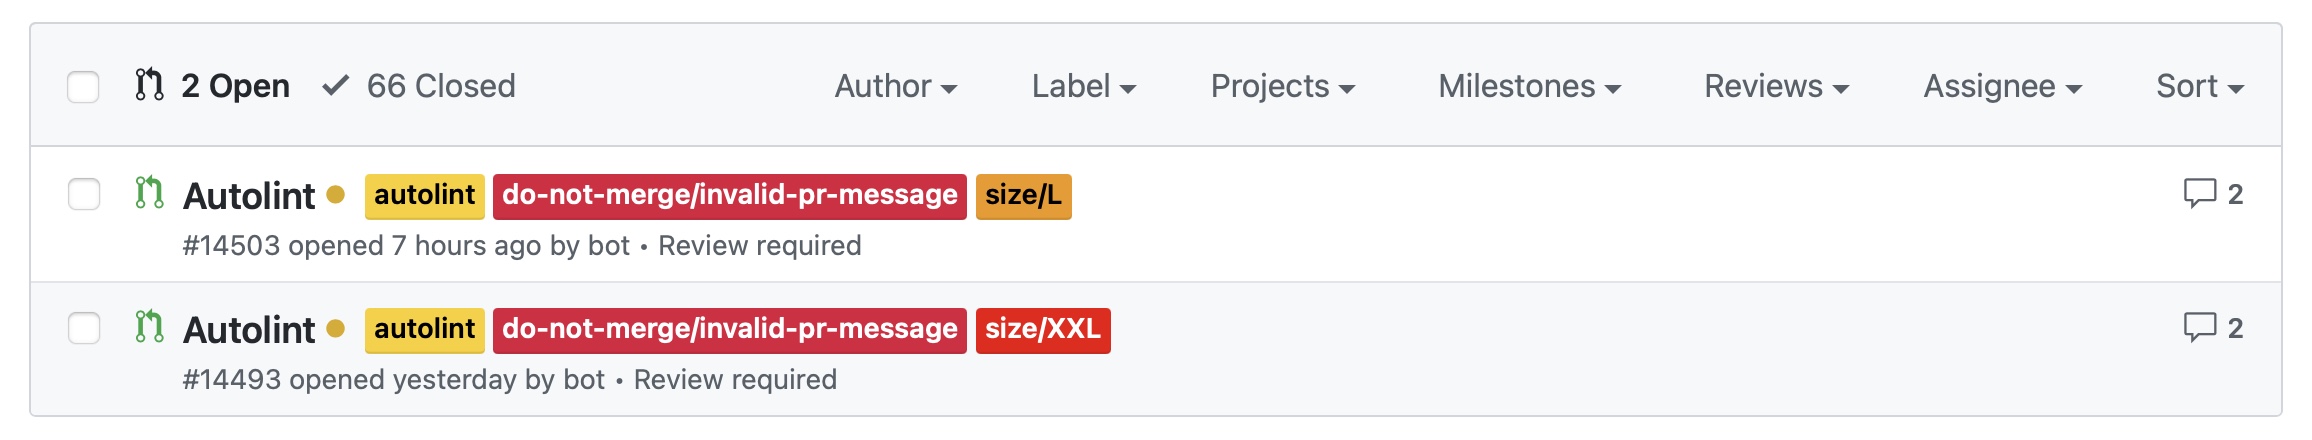 2 Open 66 Closed Author Label Projects Milestones Reviews Assignee Sort
Autolint autolint do-not-merge/invalid-pr-message size/L 2
#14503 opened 7 hours ago by bot • Review required
Autolint autolint do-not-merge/invalid-pr-message size/XXL 2
#14493 opened yesterday by bot • Review required